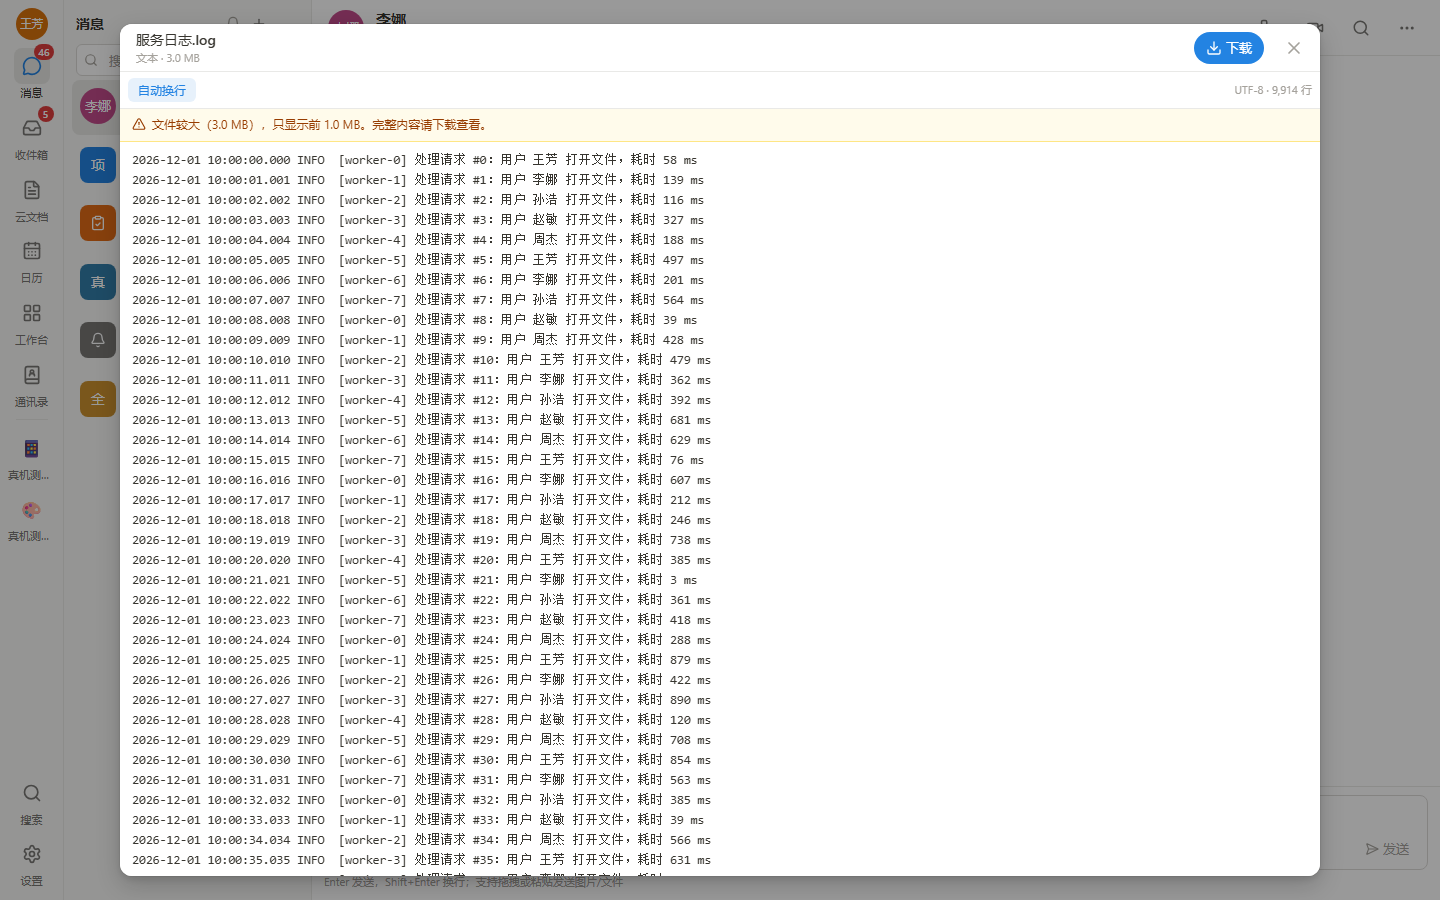 王芳
消息
李娜
46
消息
5
收件箱
云文档
日历
工作台
通讯录
真机测...
真机测...
搜索
设置
搜
李娜
项
真
全
服务日志.log
文本 · 3.0 MB
下载
自动换行
UTF-8 · 9,914 行
文件较大（3.0 MB），只显示前 1.0 MB。完整内容请下载查看。
2026-12-01 10:00:00.000 INFO [worker-0] 处理请求 #0: 用户 王芳 打开文件，耗时 58 ms
2026-12-01 10:00:01.001 INFO [worker-1] 处理请求 #1: 用户 李娜 打开文件，耗时 139 ms
2026-12-01 10:00:02.002 INFO [worker-2] 处理请求 #2: 用户 孙浩 打开文件，耗时 116 ms
2026-12-01 10:00:03.003 INFO [worker-3] 处理请求 #3: 用户 赵敏 打开文件，耗时 327 ms
2026-12-01 10:00:04.004 INFO [worker-4] 处理请求 #4: 用户 周杰 打开文件，耗时 188 ms
2026-12-01 10:00:05.005 INFO [worker-5] 处理请求 #5: 用户 王芳 打开文件，耗时 497 ms
2026-12-01 10:00:06.006 INFO [worker-6] 处理请求 #6: 用户 李娜 打开文件，耗时 201 ms
2026-12-01 10:00:07.007 INFO [worker-7] 处理请求 #7: 用户 孙浩 打开文件，耗时 564 ms
2026-12-01 10:00:08.008 INFO [worker-0] 处理请求 #8: 用户 赵敏 打开文件，耗时 39 ms
2026-12-01 10:00:09.009 INFO [worker-1] 处理请求 #9: 用户 周杰 打开文件，耗时 428 ms
2026-12-01 10:00:10.010 INFO [worker-2] 处理请求 #10: 用户 王芳 打开文件，耗时 479 ms
2026-12-01 10:00:11.011 INFO [worker-3] 处理请求 #11: 用户 李娜 打开文件，耗时 362 ms
2026-12-01 10:00:12.012 INFO [worker-4] 处理请求 #12: 用户 孙浩 打开文件，耗时 392 ms
2026-12-01 10:00:13.013 INFO [worker-5] 处理请求 #13: 用户 赵敏 打开文件，耗时 681 ms
2026-12-01 10:00:14.014 INFO [worker-6] 处理请求 #14: 用户 周杰 打开文件，耗时 629 ms
2026-12-01 10:00:15.015 INFO [worker-7] 处理请求 #15: 用户 王芳 打开文件，耗时 76 ms
2026-12-01 10:00:16.016 INFO [worker-0] 处理请求 #16: 用户 李娜 打开文件，耗时 607 ms
2026-12-01 10:00:17.017 INFO [worker-1] 处理请求 #17: 用户 孙浩 打开文件，耗时 212 ms
2026-12-01 10:00:18.018 INFO [worker-2] 处理请求 #18: 用户 赵敏 打开文件，耗时 246 ms
2026-12-01 10:00:19.019 INFO [worker-3] 处理请求 #19: 用户 周杰 打开文件，耗时 738 ms
2026-12-01 10:00:20.020 INFO [worker-4] 处理请求 #20: 用户 王芳 打开文件，耗时 385 ms
2026-12-01 10:00:21.021 INFO [worker-5] 处理请求 #21: 用户 李娜 打开文件，耗时 3 ms
2026-12-01 10:00:22.022 INFO [worker-6] 处理请求 #22: 用户 孙浩 打开文件，耗时 361 ms
2026-12-01 10:00:23.023 INFO [worker-7] 处理请求 #23: 用户 赵敏 打开文件，耗时 418 ms
2026-12-01 10:00:24.024 INFO [worker-0] 处理请求 #24: 用户 周杰 打开文件，耗时 288 ms
2026-12-01 10:00:25.025 INFO [worker-1] 处理请求 #25: 用户 王芳 打开文件，耗时 879 ms
2026-12-01 10:00:26.026 INFO [worker-2] 处理请求 #26: 用户 李娜 打开文件，耗时 422 ms
2026-12-01 10:00:27.027 INFO [worker-3] 处理请求 #27: 用户 孙浩 打开文件，耗时 890 ms
2026-12-01 10:00:28.028 INFO [worker-4] 处理请求 #28: 用户 赵敏 打开文件，耗时 120 ms
2026-12-01 10:00:29.029 INFO [worker-5] 处理请求 #29: 用户 周杰 打开文件，耗时 708 ms
2026-12-01 10:00:30.030 INFO [worker-6] 处理请求 #30: 用户 王芳 打开文件，耗时 854 ms
2026-12-01 10:00:31.031 INFO [worker-7] 处理请求 #31: 用户 李娜 打开文件，耗时 563 ms
2026-12-01 10:00:32.032 INFO [worker-0] 处理请求 #32: 用户 孙浩 打开文件，耗时 385 ms
2026-12-01 10:00:33.033 INFO [worker-1] 处理请求 #33: 用户 赵敏 打开文件，耗时 39 ms
2026-12-01 10:00:34.034 INFO [worker-2] 处理请求 #34: 用户 周杰 打开文件，耗时 566 ms
2026-12-01 10:00:35.035 INFO [worker-3] 处理请求 #35: 用户 王芳 打开文件，耗时 631 ms
发送
Enter 发送，Shift+Enter 换行；支持拖拽或粘贴发送图片/文件